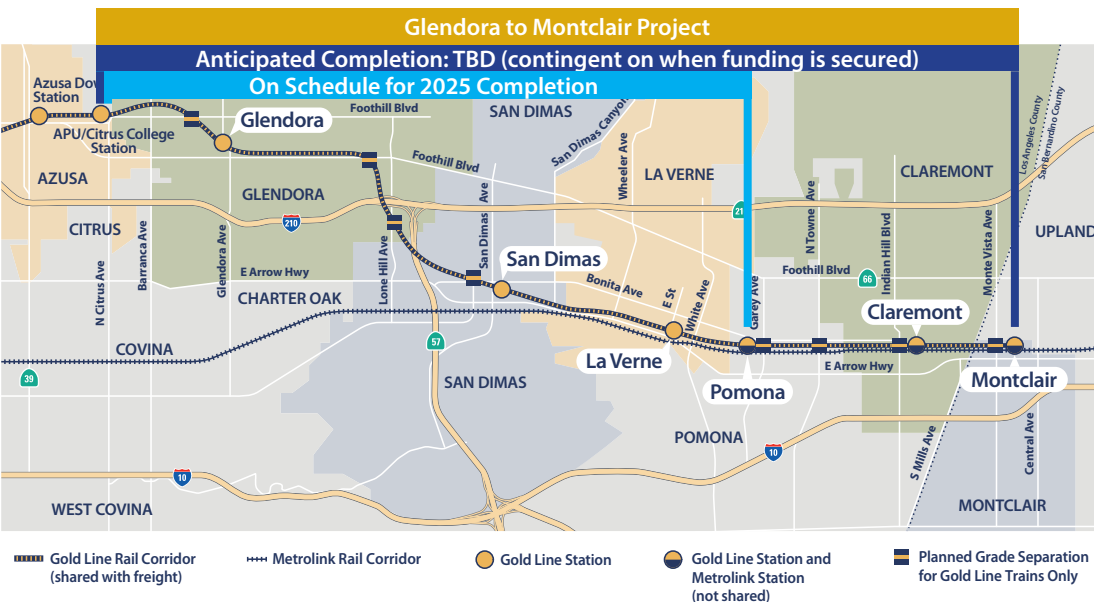 Glendora to Montclair Project
Anticipated Completion: TBD (contingent on when funding is secured)
On Schedule for 2025 Completion
Azusa Dow
Station
APU/Citrus College
Station
Glendora
Foothill Blvd
SAN DIMAS
San Dimas Canyon
Foothill Blvd
Wheeler Ave
LA VERNE
CLAREMONT
Los Angeles County
San Bernardino County
AZUSA
GLENDORA
210
21
CITRUS
UPLAND
N Citrus Ave
Barranca Ave
Glendora Ave
E Arrow Hwy
Lone Hill Ave
San Dimas Ave
San Dimas
Bonita Ave
E St
White Ave
Garey Ave
N Towne Ave
Foothill Blvd
66
Indian Hill Blvd
Monte Vista Ave
CHARTER OAK
Claremont
COVINA
57
La Verne
E Arrow Hwy
39
SAN DIMAS
Pomona
Montclair
POMONA
10
10
S Mills Ave
Central Ave
WEST COVINA
MONTCLAIR
Gold Line Rail Corridor
(shared with freight)
Metrolink Rail Corridor
Gold Line Station
Gold Line Station and
Metrolink Station
(not shared)
Planned Grade Separation
for Gold Line Trains Only